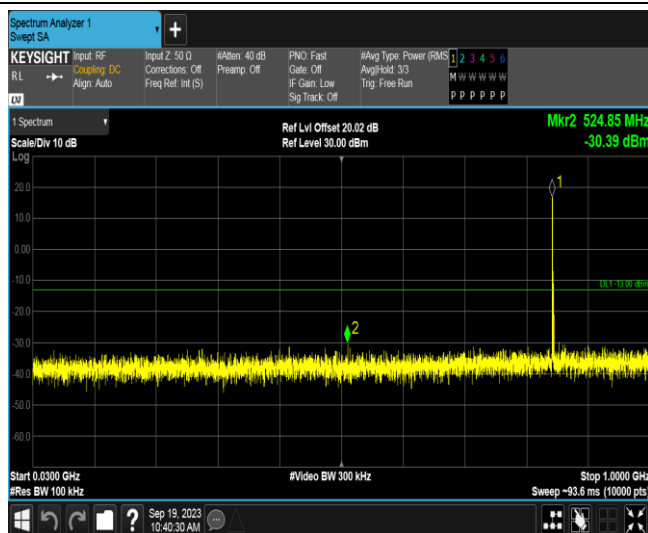 Spectrum Analyzer 1
Swept SA
+
KEYSIGHT
R L
LXI
Input: RF
Coupling: DC
Align: Auto
Input Z: 50 Ω
Corrections: Off
Freq Ref: Int (S)
#Atten: 40 dB
Preamp: Off
PNO: Fast
Gate: Off
IF Gain: Low
Sig Track: Off
#Avg Type: Power (RMS
Avg|Hold: 3/3
Trig: Free Run
1 2 3 4 5 6
M W W W W W
P P P P P P
1 Spectrum
Scale/Div 10 dB
Log
Ref Lvl Offset 20.02 dB
Ref Level 30.00 dBm
Mkr2 524.85 MHz
-30.39 dBm
20.0
10.0
0.00
-10.0
-20.0
-30.0
-40.0
-50.0
-60.0
1
DL1 -13.00 dBm
2
Start 0.0300 GHz
#Res BW 100 kHz
#Video BW 300 kHz
Stop 1.0000 GHz
Sweep ~93.6 ms (10000 pts)
?
Sep 19, 2023
10:40:30 AM